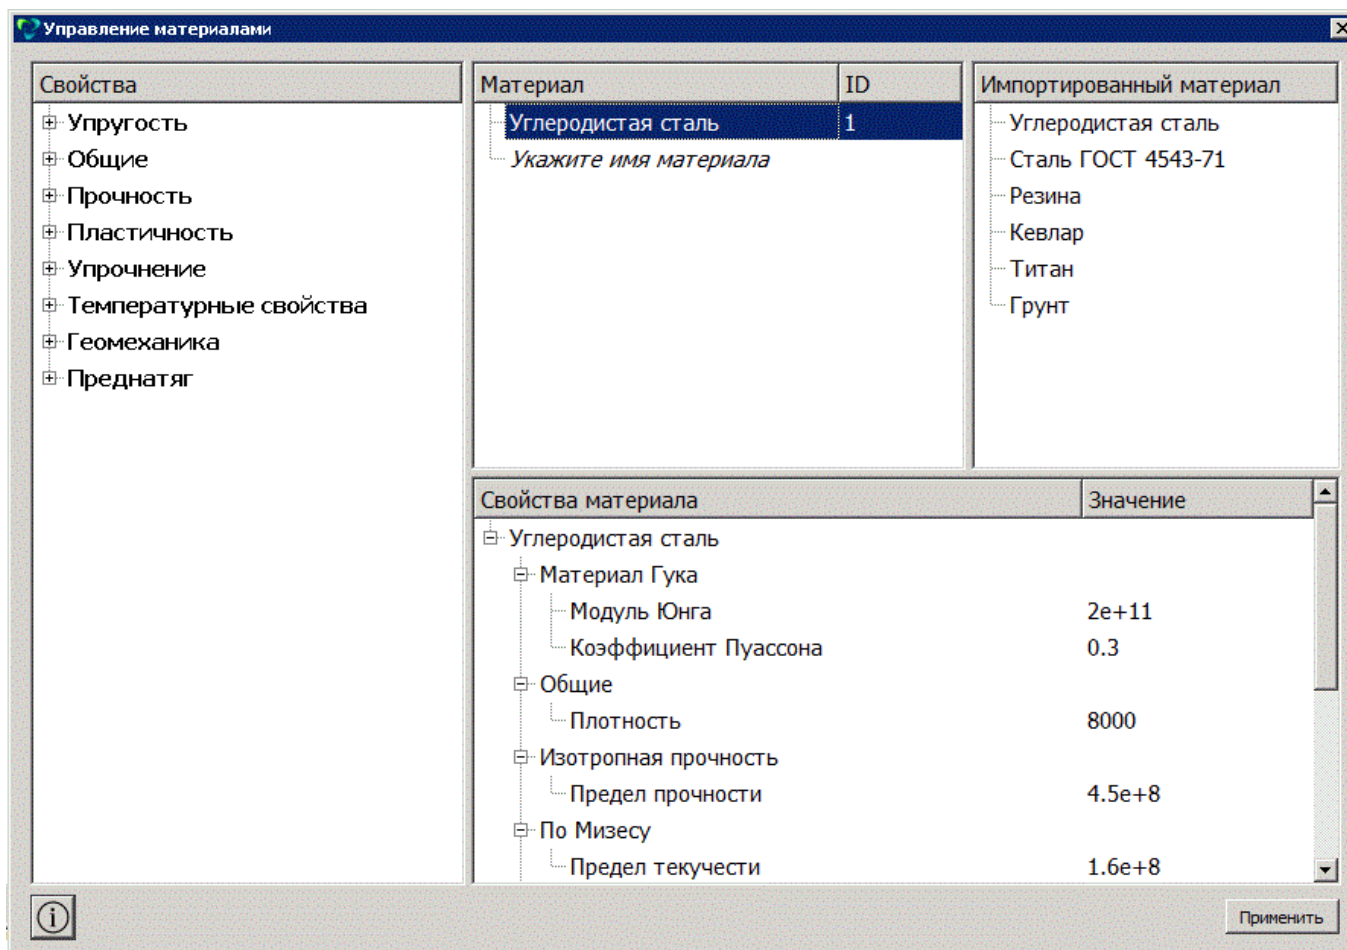 Управление материалами
Свойства
Упругость
Общие
Прочность
Пластичность
Упрочнение
Температурные свойства
Геомеханика
Преднатяг
Материал ID
Углеродистая сталь 1
Укажите имя материала
Импортированный материал
Углеродистая сталь
Сталь ГОСТ 4543-71
Резина
Кевлар
Титан
Грунт
Свойства материала Значение
Углеродистая сталь
Материал Гука
Модуль Юнга 2e+11
Коэффициент Пуассона 0.3
Общие
Плотность 8000
Изотропная прочность
Предел прочности 4.5e+8
По Мизесу
Предел текучести 1.6e+8
Применить